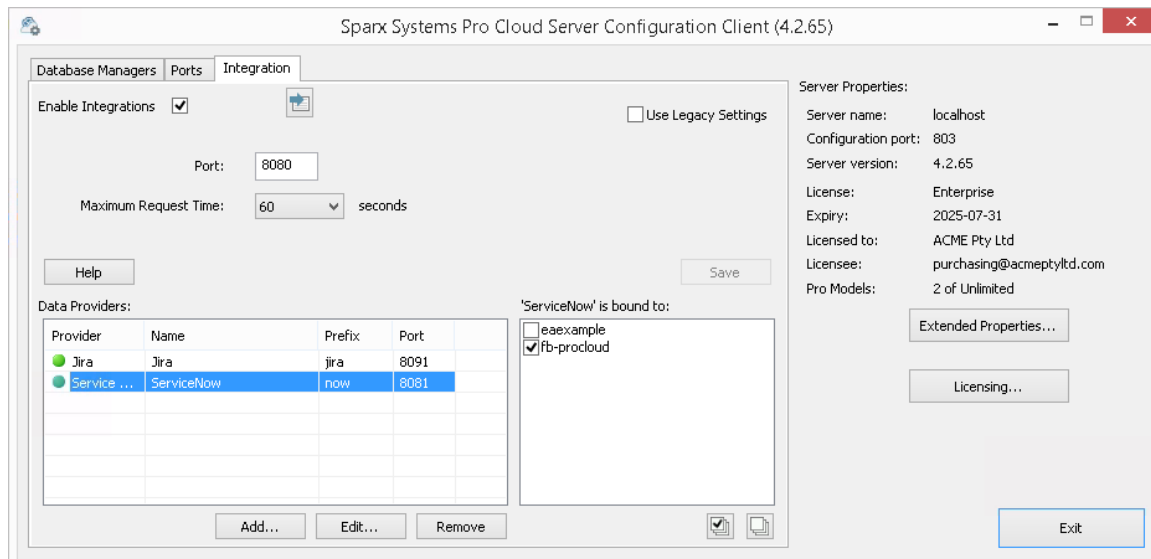 Sparx Systems Pro Cloud Server Configuration Client (4.2.65)
Database Managers Ports Integration
Enable Integrations
Use Legacy Settings
Port: 8080
Maximum Request Time: 60 seconds
Help Save
Data Providers:
Provider Name Prefix Port
Jira Jira jira 8091
Service ... ServiceNow now 8081
Add... Edit... Remove
'ServiceNow' is bound to:
eaexample
fb-procloud
Server Properties:
Server name: localhost
Configuration port: 803
Server version: 4.2.65
License: Enterprise
Expiry: 2025-07-31
Licensed to: ACME Pty Ltd
Licensee: purchasing@acmeptyltd.com
Pro Models: 2 of Unlimited
Extended Properties...
Licensing...
Exit